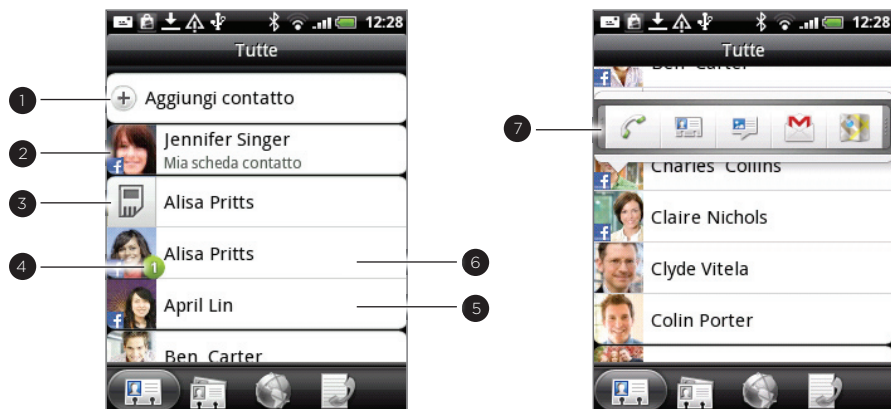 12:28
Tutte
Aggiungi contatto
Jennifer Singer
Mia scheda contatto
Alisa Pritts
Alisa Pritts
1
April Lin
Ben Carter
1
2
3
4
6
5
12:28
Tutte
Ben Carter
Charles Collins
Claire Nichols
Clyde Vitela
Colin Porter
7